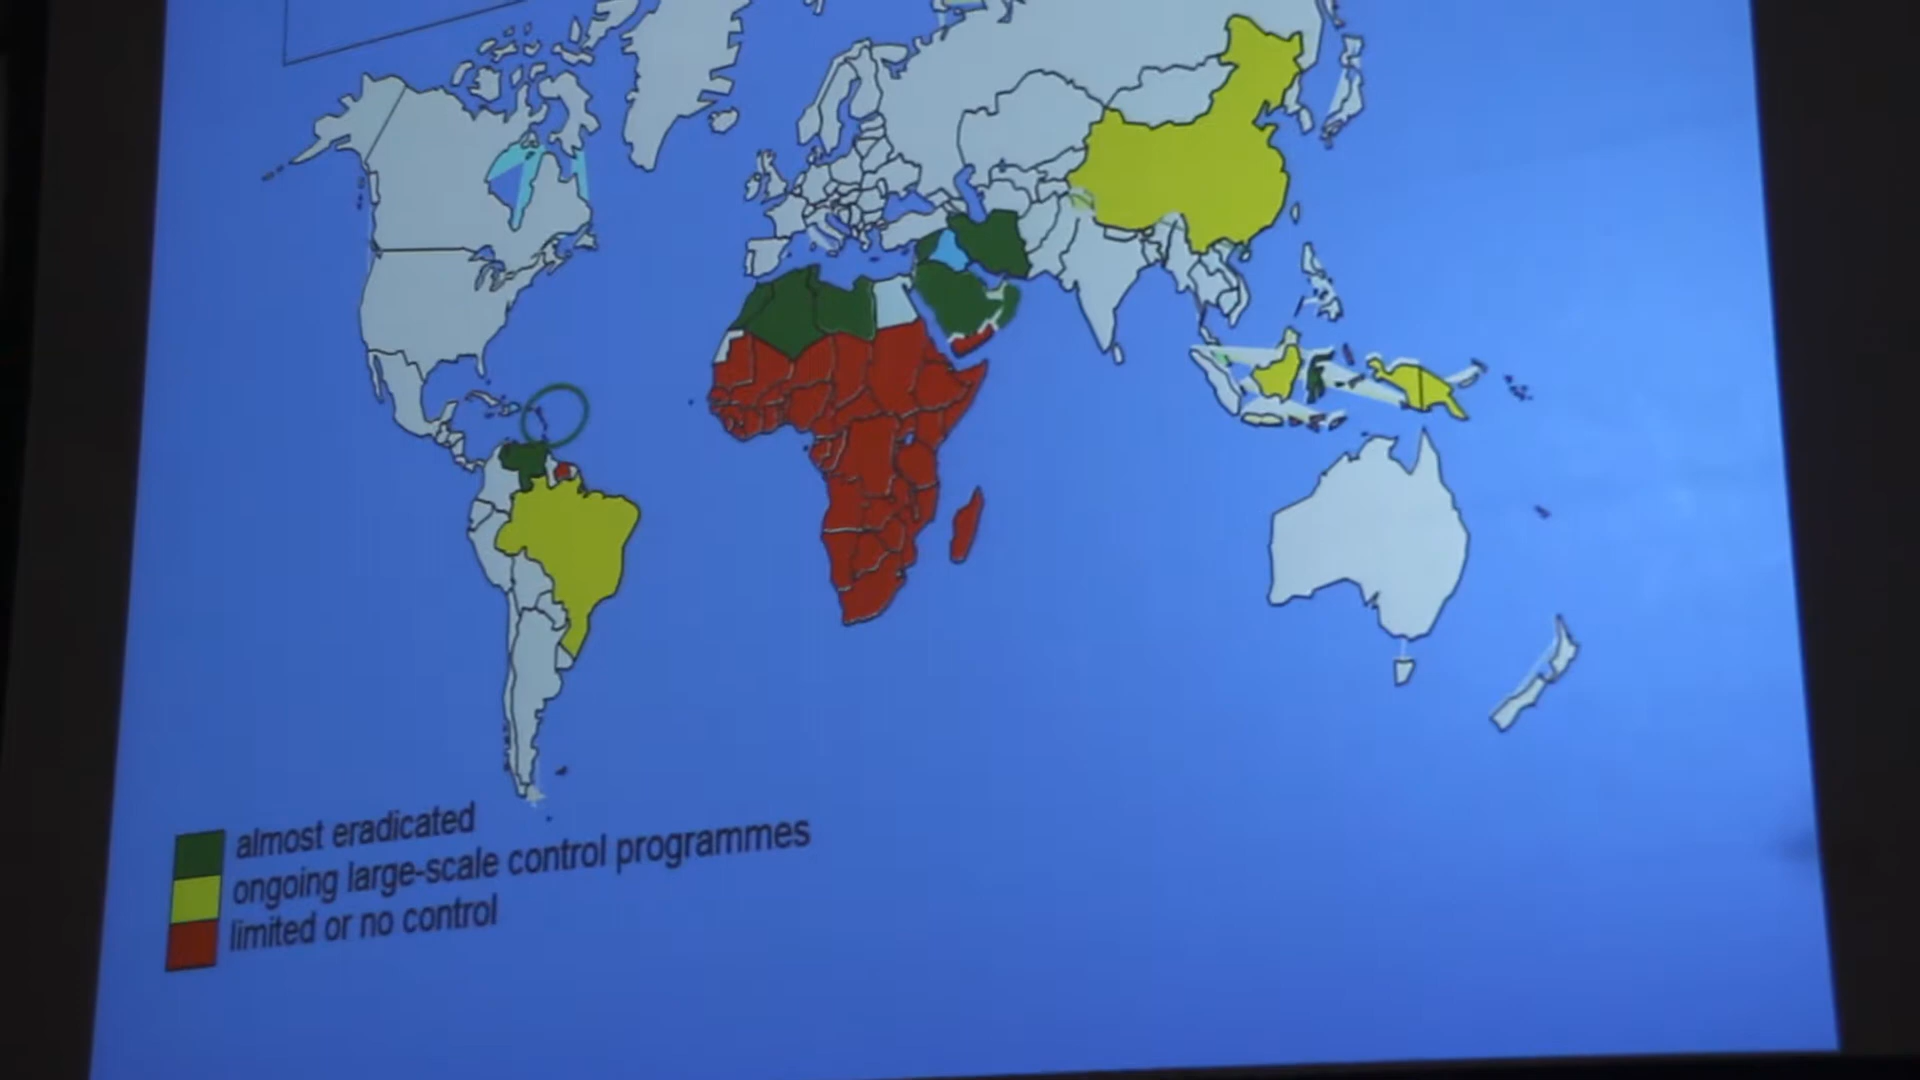 almost eradicated
ongoing large-scale control programmes
limited or no control